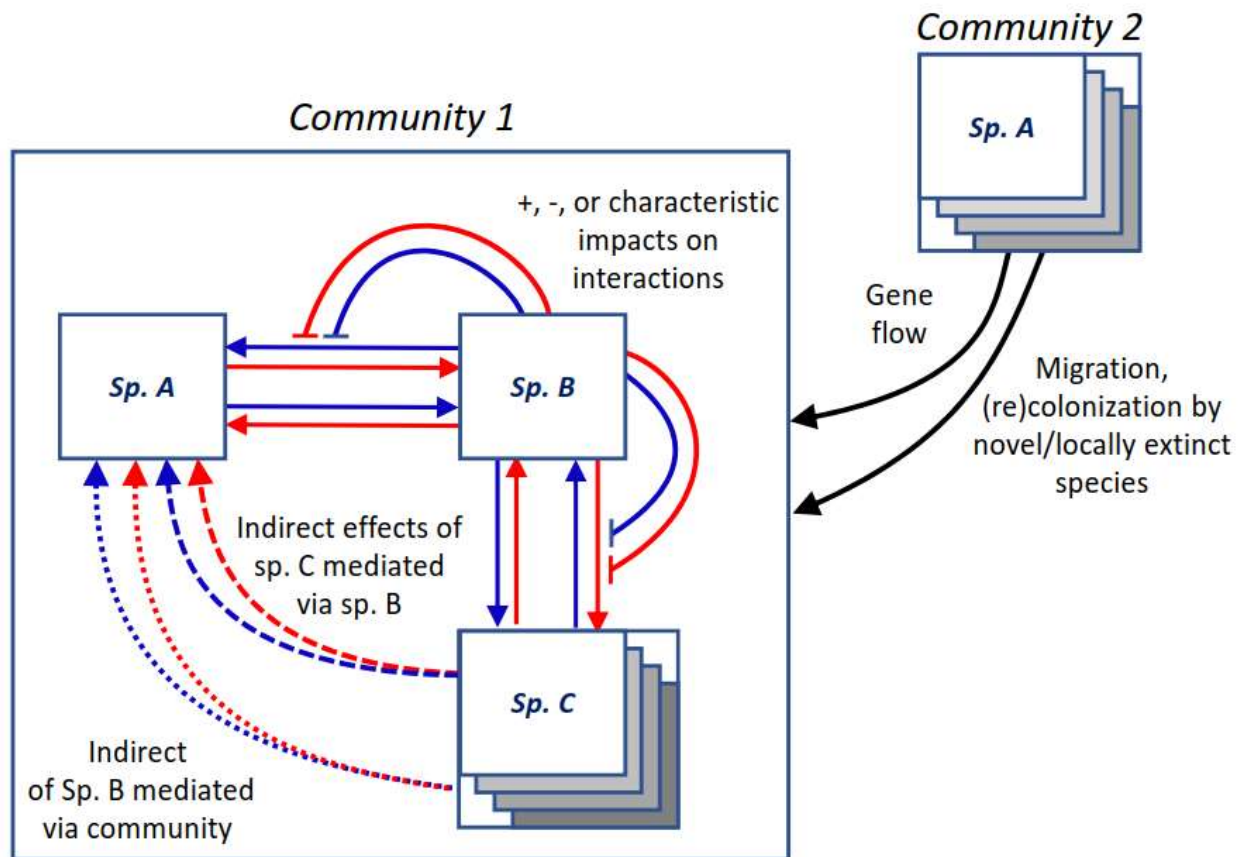 Community 2
Sp. A
Community 1
+, -, or characteristic
impacts on
interactions
Gene
flow
Migration,
(re)colonization by
novel/locally extinct
species
Sp. A
Sp. B
Indirect effects of
sp. C mediated
via sp. B
Sp. C
Indirect
of Sp. B mediated
via community